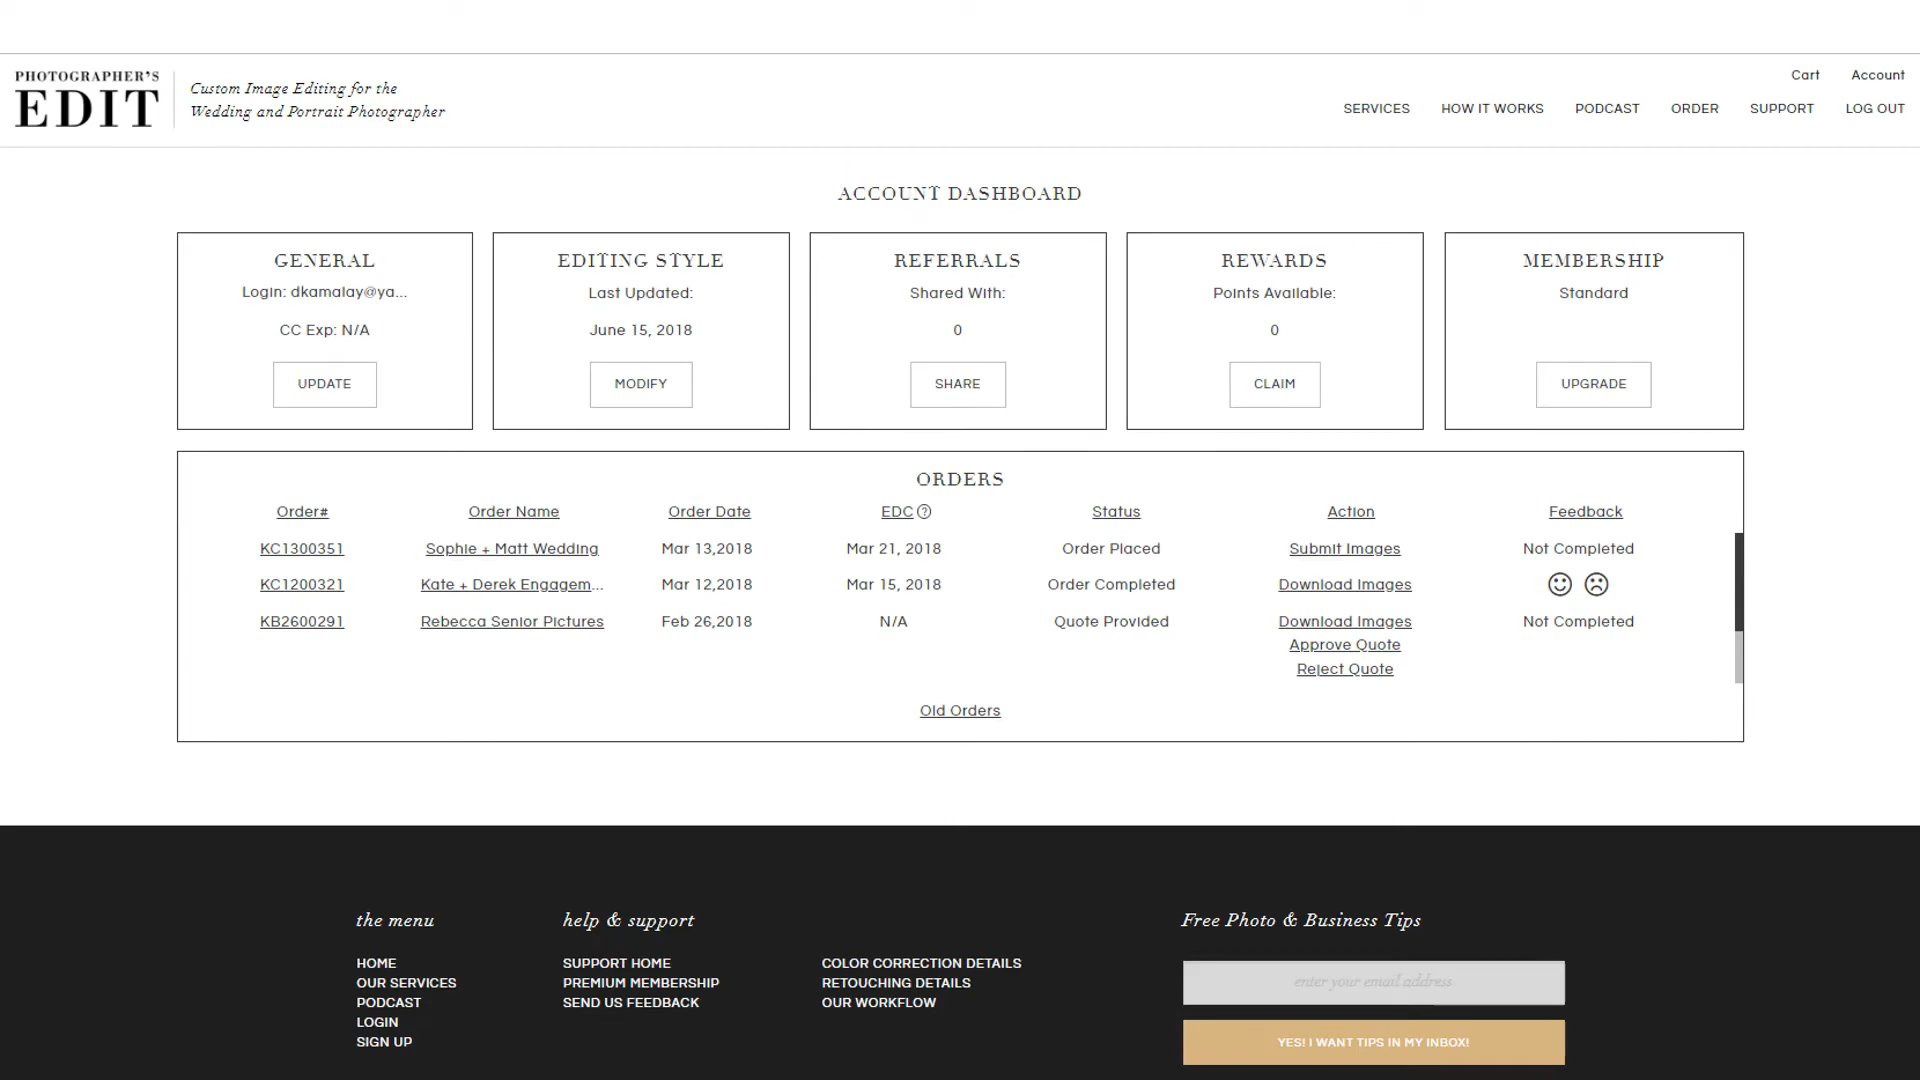 PHOTOGRAPHER'S
EDIT
Custom Image Editing for the
Wedding and Portrait Photographer
Cart Account
SERVICES HOW IT WORKS PODCAST ORDER SUPPORT LOG OUT
ACCOUNT DASHBOARD
GENERAL
Login: dkamalay@ya...
CC Exp: N/A
UPDATE
EDITING STYLE
Last Updated:
June 15, 2018
MODIFY
REFERRALS
Shared With:
0
SHARE
REWARDS
Points Available:
0
CLAIM
MEMBERSHIP
Standard
UPGRADE
ORDERS
Order# Order Name Order Date EDC ? Status Action Feedback
KC1300351 Sophie + Matt Wedding Mar 13,2018 Mar 21, 2018 Order Placed Submit Images Not Completed
KC1200321 Kate + Derek Engagem... Mar 12,2018 Mar 15, 2018 Order Completed Download Images
KB2600291 Rebecca Senior Pictures Feb 26,2018 N/A Quote Provided Download Images Not Completed
Approve Quote
Reject Quote
Old Orders
the menu
HOME
OUR SERVICES
PODCAST
LOGIN
SIGN UP
help & support
SUPPORT HOME
PREMIUM MEMBERSHIP
SEND US FEEDBACK
COLOR CORRECTION DETAILS
RETOUCHING DETAILS
OUR WORKFLOW
Free Photo & Business Tips
enter your email address
YES! I WANT TIPS IN MY INBOX!